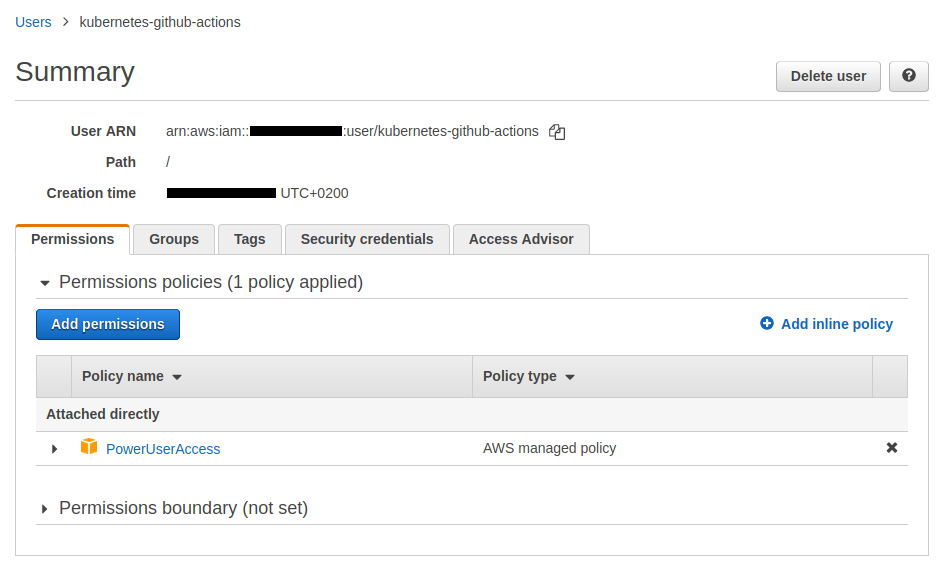 Users > kubernetes-github-actions
Summary
Delete user
?
User ARN arn:aws:iam:: :user/kubernetes-github-actions
Path /
Creation time UTC+0200
Permissions Groups Tags Security credentials Access Advisor
Permissions policies (1 policy applied)
Add permissions
Add inline policy
Policy name Policy type
Attached directly
PowerUserAccess AWS managed policy
Permissions boundary (not set)